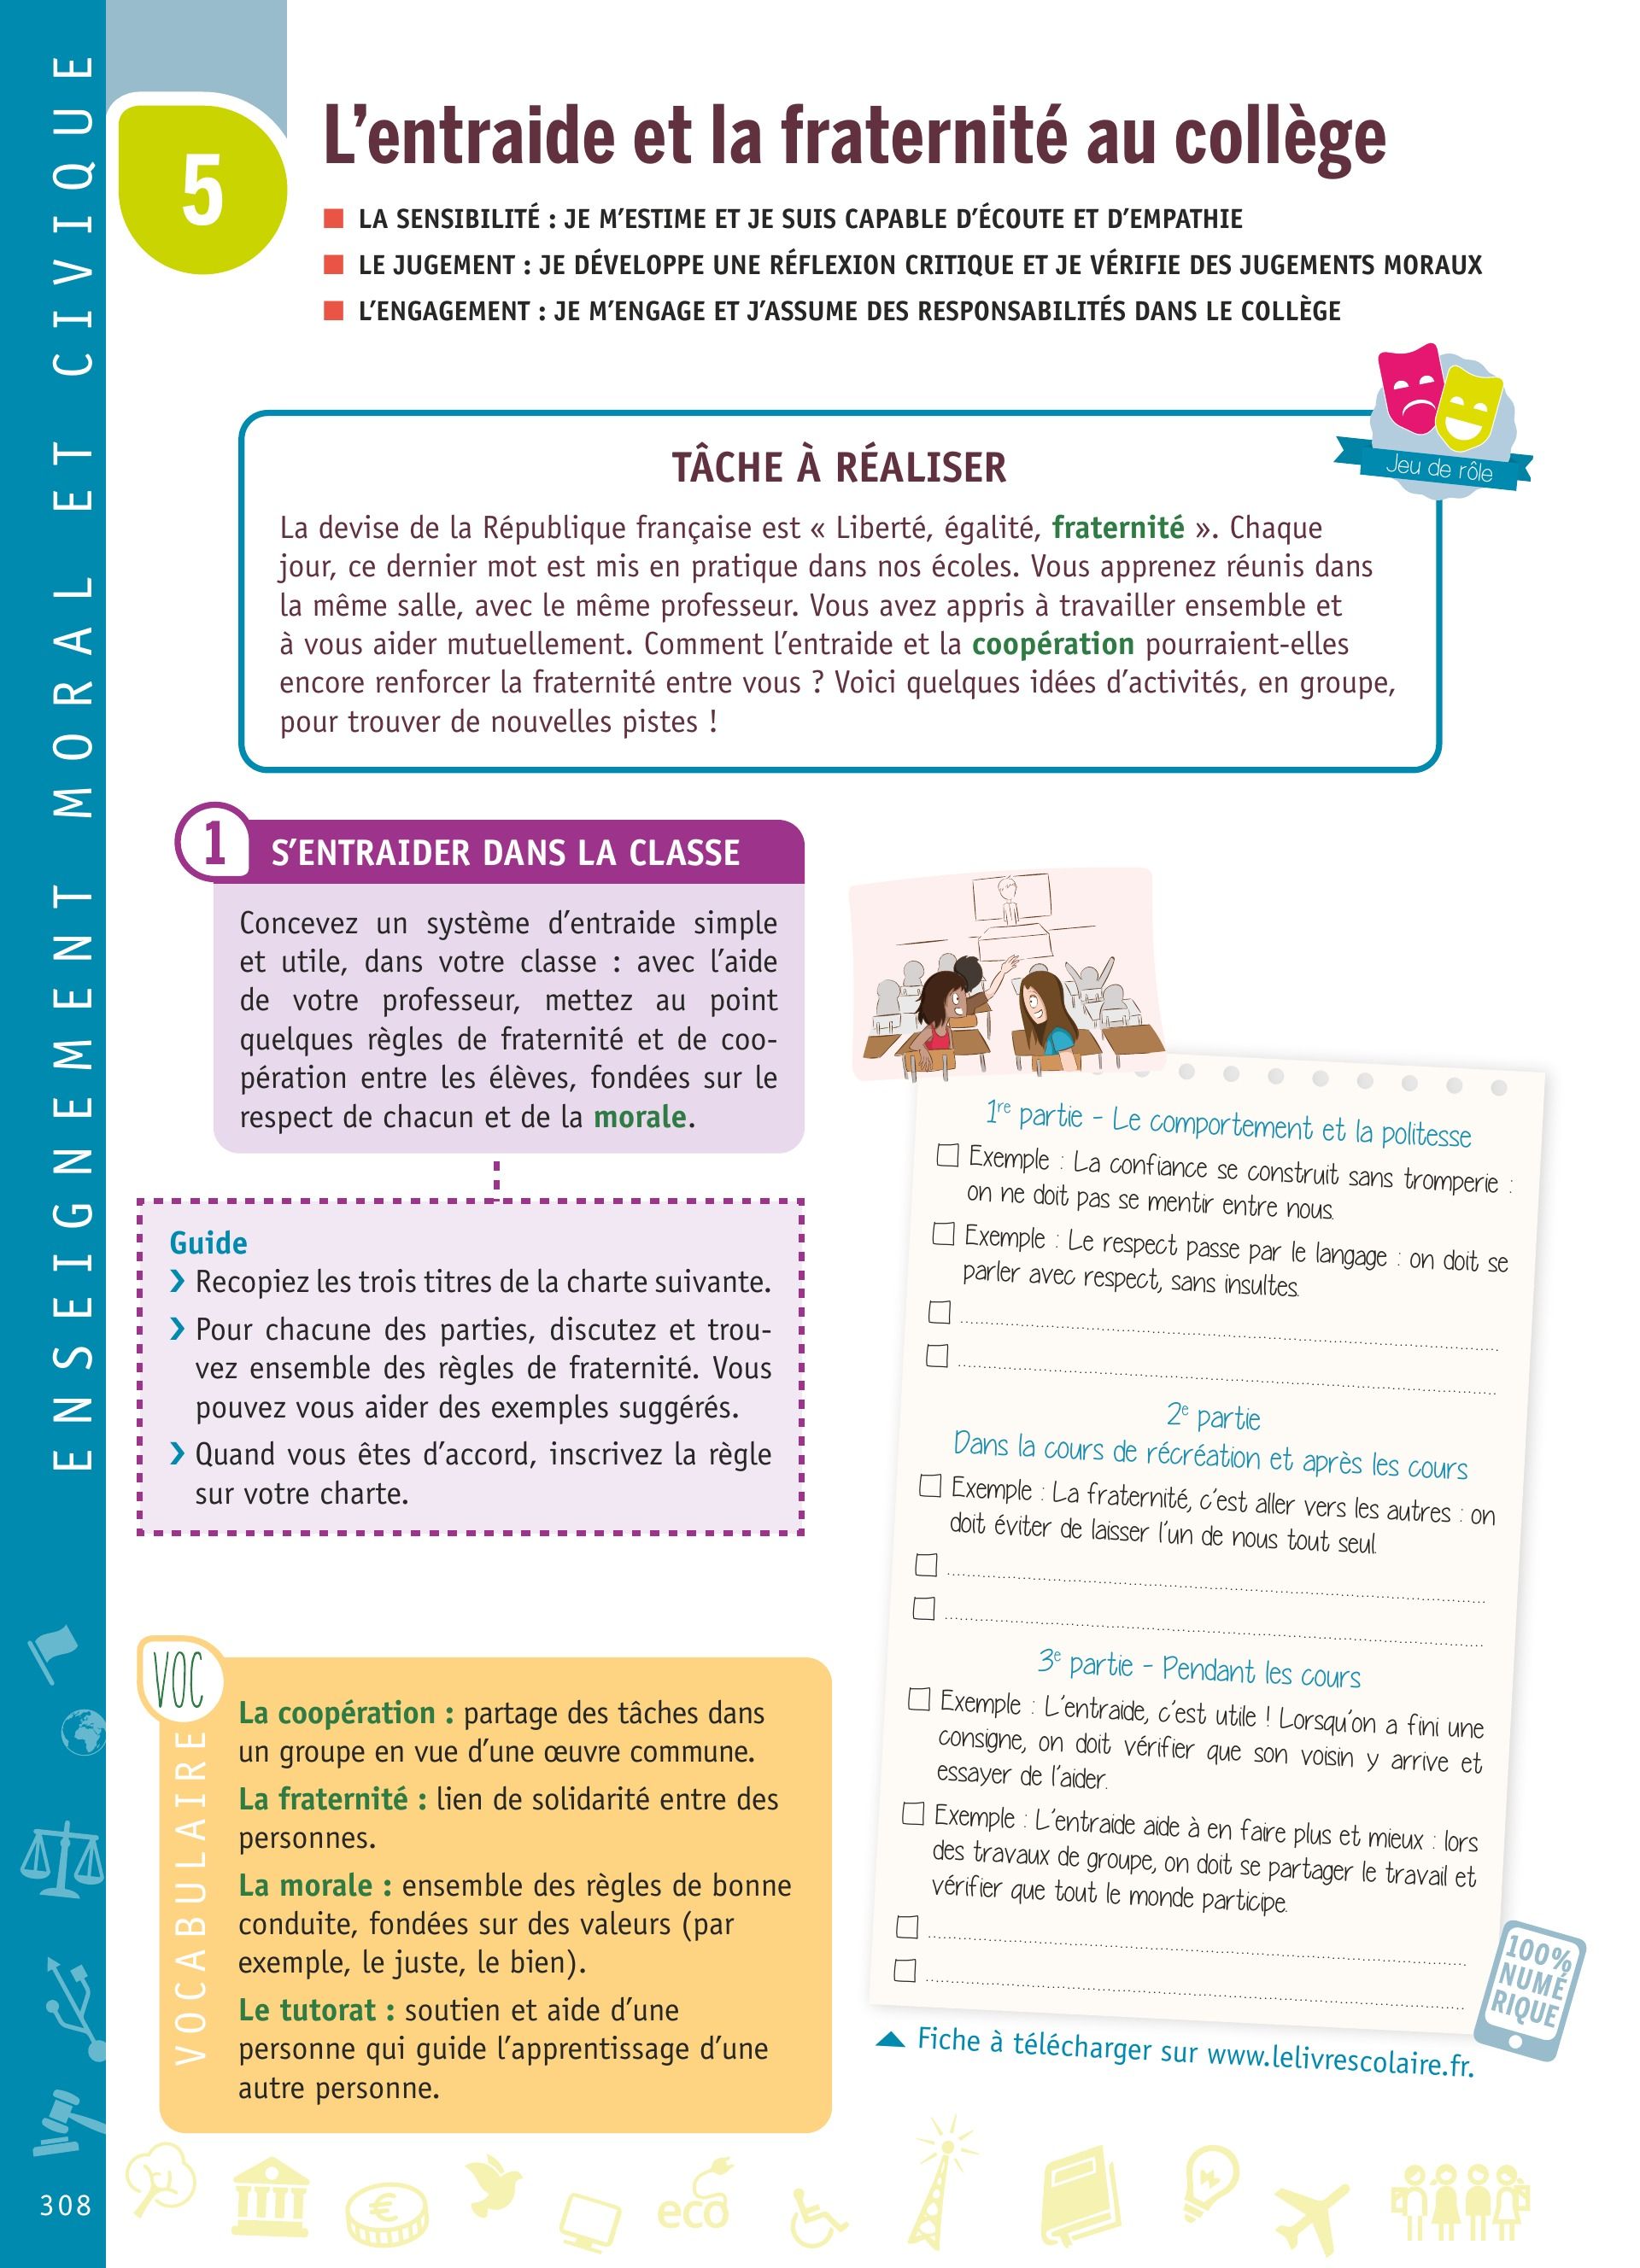 ENSEIGNEMENT MORAL ET CIVIQUE
5
L'entraide et la fraternité au collège
LA SENSIBILITÉ : JE M'ESTIME ET JE SUIS CAPABLE D'ÉCOUTE ET D'EMPATHIE
LE JUGEMENT : JE DÉVELOPPE UNE RÉFLEXION CRITIQUE ET JE VÉRIFIE DES JUGEMENTS MORAUX
L'ENGAGEMENT : JE M'ENGAGE ET J'ASSUME DES RESPONSABILITÉS DANS LE COLLÈGE
Jeu de rôle
TÂCHE À RÉALISER
La devise de la République française est « Liberté, égalité, fraternité ». Chaque
jour, ce dernier mot est mis en pratique dans nos écoles. Vous apprenez réunis dans
la même salle, avec le même professeur. Vous avez appris à travailler ensemble et
à vous aider mutuellement. Comment l'entraide et la coopération pourraient-elles
encore renforcer la fraternité entre vous ? Voici quelques idées d'activités, en groupe,
pour trouver de nouvelles pistes !
1
S'ENTRAIDER DANS LA CLASSE
Concevez un système d'entraide simple
et utile, dans votre classe : avec l'aide
de votre professeur, mettez au point
quelques règles de fraternité et de coo-
pération entre les élèves, fondées sur le
respect de chacun et de la morale.
Guide
❯ Recopiez les trois titres de la charte suivante.
❯ Pour chacune des parties, discutez et trou-
vez ensemble des règles de fraternité. Vous
pouvez vous aider des exemples suggérés.
❯ Quand vous êtes d'accord, inscrivez la règle
sur votre charte.
1re partie - Le comportement et la politesse
Exemple : La confiance se construit sans tromperie :
on ne doit pas se mentir entre nous.
Exemple : Le respect passe par le langage : on doit se
parler avec respect, sans insultes.
2e partie
Dans la cours de récréation et après les cours
Exemple : La fraternité, c'est aller vers les autres : on
doit éviter de laisser l'un de nous tout seul.
3e partie - Pendant les cours
Exemple : L'entraide, c'est utile ! Lorsqu'on a fini une
consigne, on doit vérifier que son voisin y arrive et
essayer de l'aider.
Exemple : L'entraide aide à en faire plus et mieux : lors
des travaux de groupe, on doit se partager le travail et
vérifier que tout le monde participe.
100%
NUMÉ
RIQUE
Fiche à télécharger sur www.lelivrescolaire.fr.
VOC
VOCABULAIRE
La coopération : partage des tâches dans
un groupe en vue d'une œuvre commune.
La fraternité : lien de solidarité entre des
personnes.
La morale : ensemble des règles de bonne
conduite, fondées sur des valeurs (par
exemple, le juste, le bien).
Le tutorat : soutien et aide d'une
personne qui guide l'apprentissage d'une
autre personne.
€
eco
308